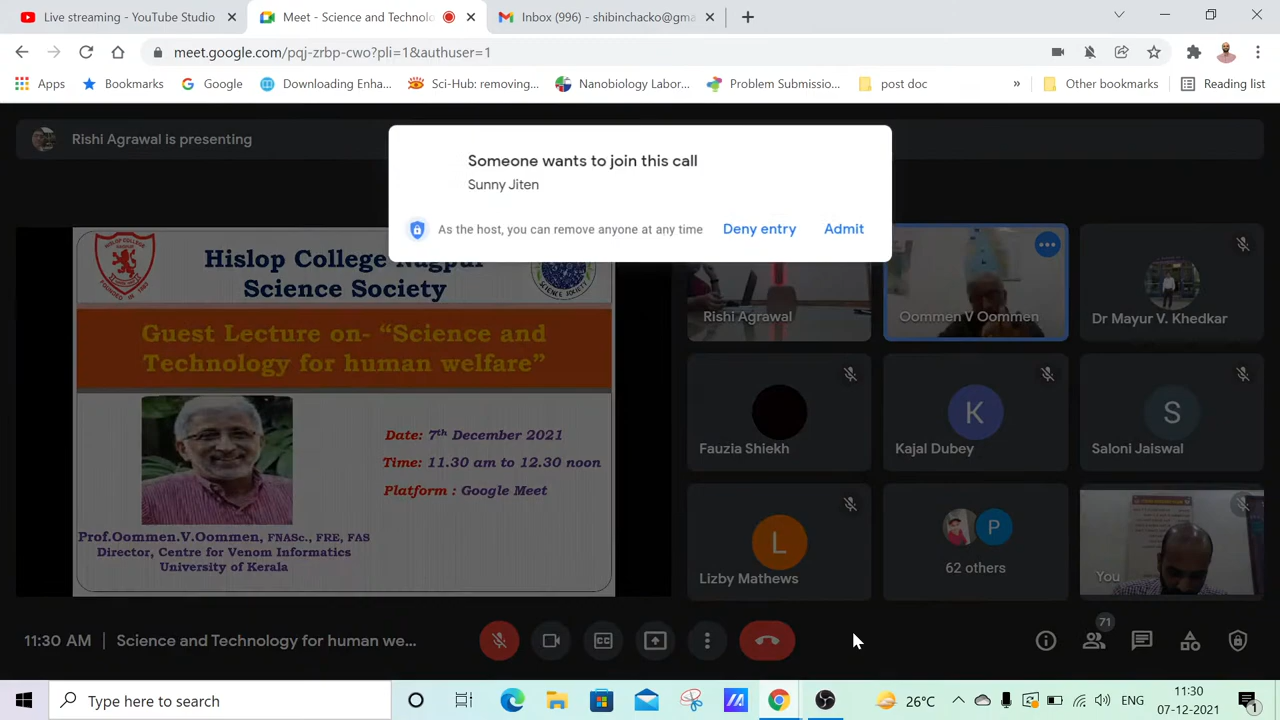 Live streaming - YouTube Studio
Meet - Science and Technolo
Inbox (996) - shibinchacko@gma
meet.google.com/pqj-zrbp-cwo?pli=1&authuser=1
Apps
Bookmarks
Google
Downloading Enha...
Sci-Hub: removing...
Nanobiology Labor...
Problem Submissio...
post doc
»
Other bookmarks
Reading list
Rishi Agrawal is presenting
Someone wants to join this call
Sunny Jiten
As the host, you can remove anyone at any time
Deny entry
Admit
Hislop College Nagpur
Science Society
Guest Lecture on- “Science and
Technology for human welfare”
Date: 7th December 2021
Time: 11.30 am to 12.30 noon
Platform : Google Meet
Prof.Oommen.V.Oommen, FNASc., FRE, FAS
Director, Centre for Venom Informatics
University of Kerala
Rishi Agrawal
Oommen V Oommen
Dr Mayur V. Khedkar
Fauzia Shiekh
K
Kajal Dubey
S
Saloni Jaiswal
L
Lizby Mathews
P
62 others
You
11:30 AM | Science and Technology for human we...
CC
71
Type here to search
26°C
ENG
11:30
07-12-2021
1